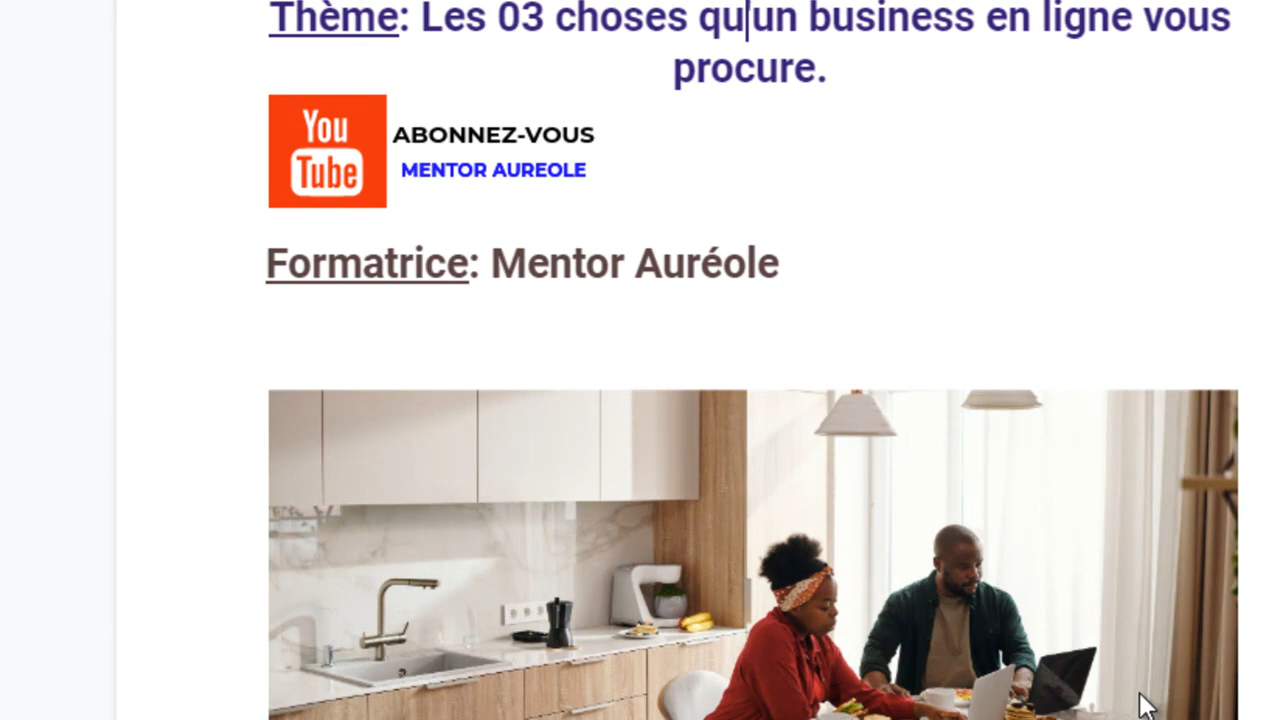 Thème: Les 03 choses qu'un business en ligne vous
procure.
You
Tube
ABONNEZ-VOUS
MENTOR AUREOLE
Formatrice: Mentor Auréole